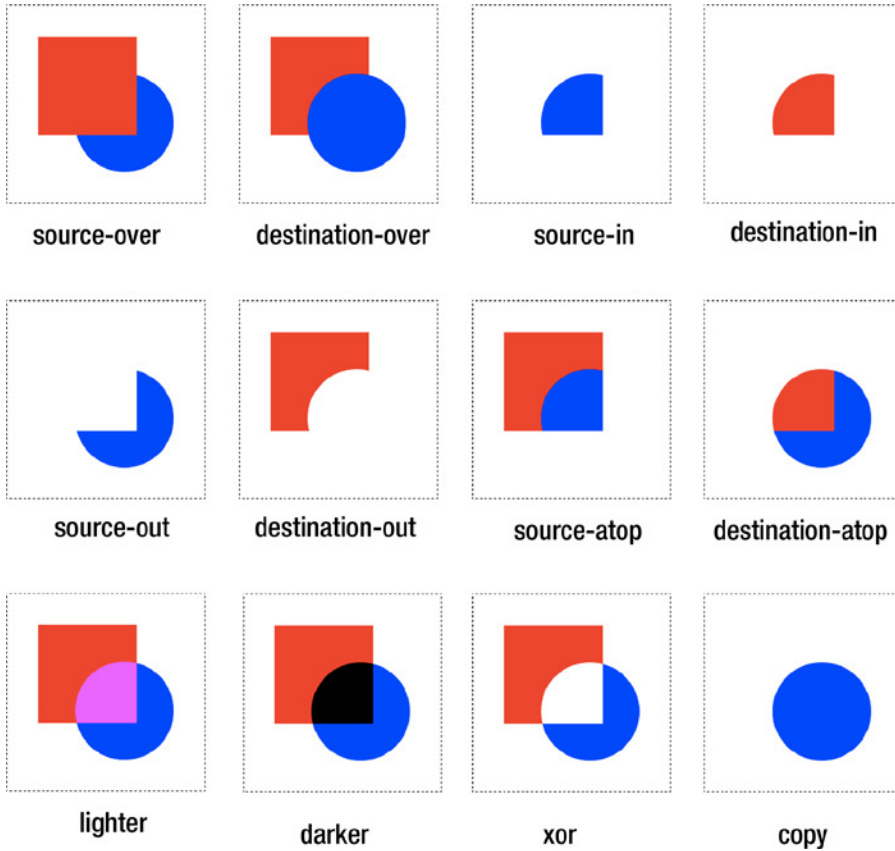 source-over
destination-over
source-in
destination-in
source-out
destination-out
source-atop
destination-atop
lighter
darker
xor
copy